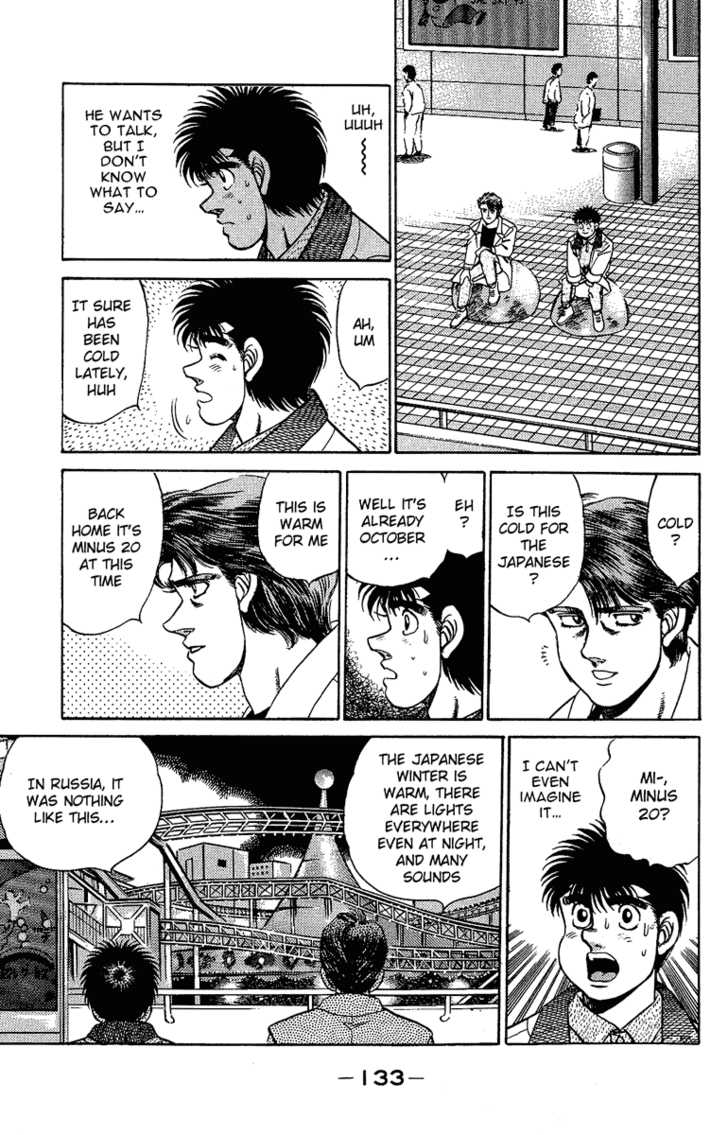 UH,
UUUH
HE WANTS
TO TALK,
BUT I
DON'T
KNOW
WHAT TO
SAY...
AH,
UM
IT SURE
HAS
BEEN
COLD
LATELY,
HUH
COLD
?
IS THIS
COLD FOR
THE
JAPANESE
?
EH
?
WELL IT'S
ALREADY
OCTOBER
...
THIS IS
WARM
FOR ME
BACK
HOME IT'S
MINUS 20
AT THIS
TIME
MI-,
MINUS
20?
I CAN'T
EVEN
IMAGINE
IT...
THE JAPANESE
WINTER IS
WARM, THERE
ARE LIGHTS
EVERYWHERE
EVEN AT NIGHT,
AND MANY
SOUNDS
IN RUSSIA, IT
WAS NOTHING
LIKE THIS...
-133-